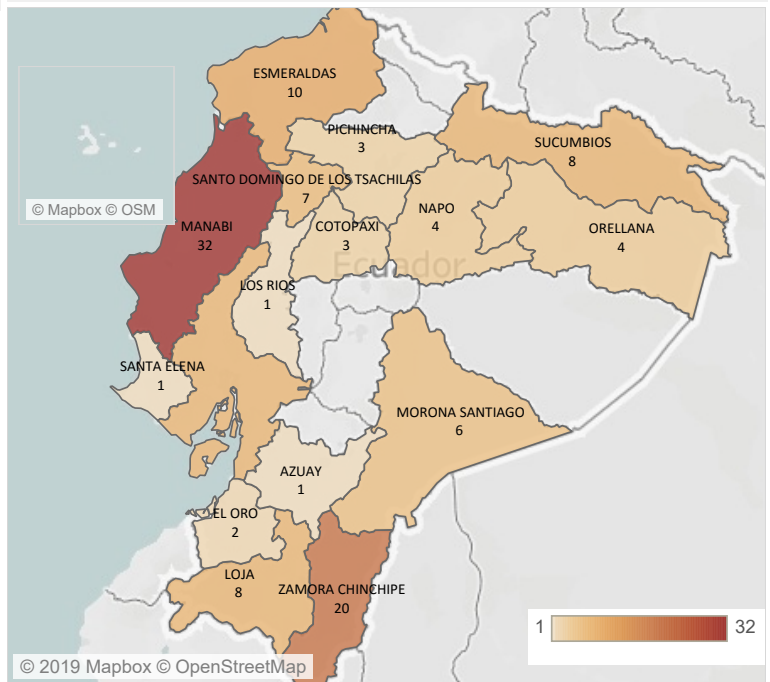 ESMERALDAS
10
PICHINCHA
3
SUCUMBIOS
8
SANTO DOMINGO DE LOS TSACHILAS
7
© Mapbox © OSM
MANABI
32
COTOPAXI
3
NAPO
4
ORELLANA
4
Ecuador
LOS RIOS
1
SANTA ELENA
1
MORONA SANTIAGO
6
AZUAY
1
EL ORO
2
LOJA
8
ZAMORA CHINCHIPE
20
1 32
© 2019 Mapbox © OpenStreetMap